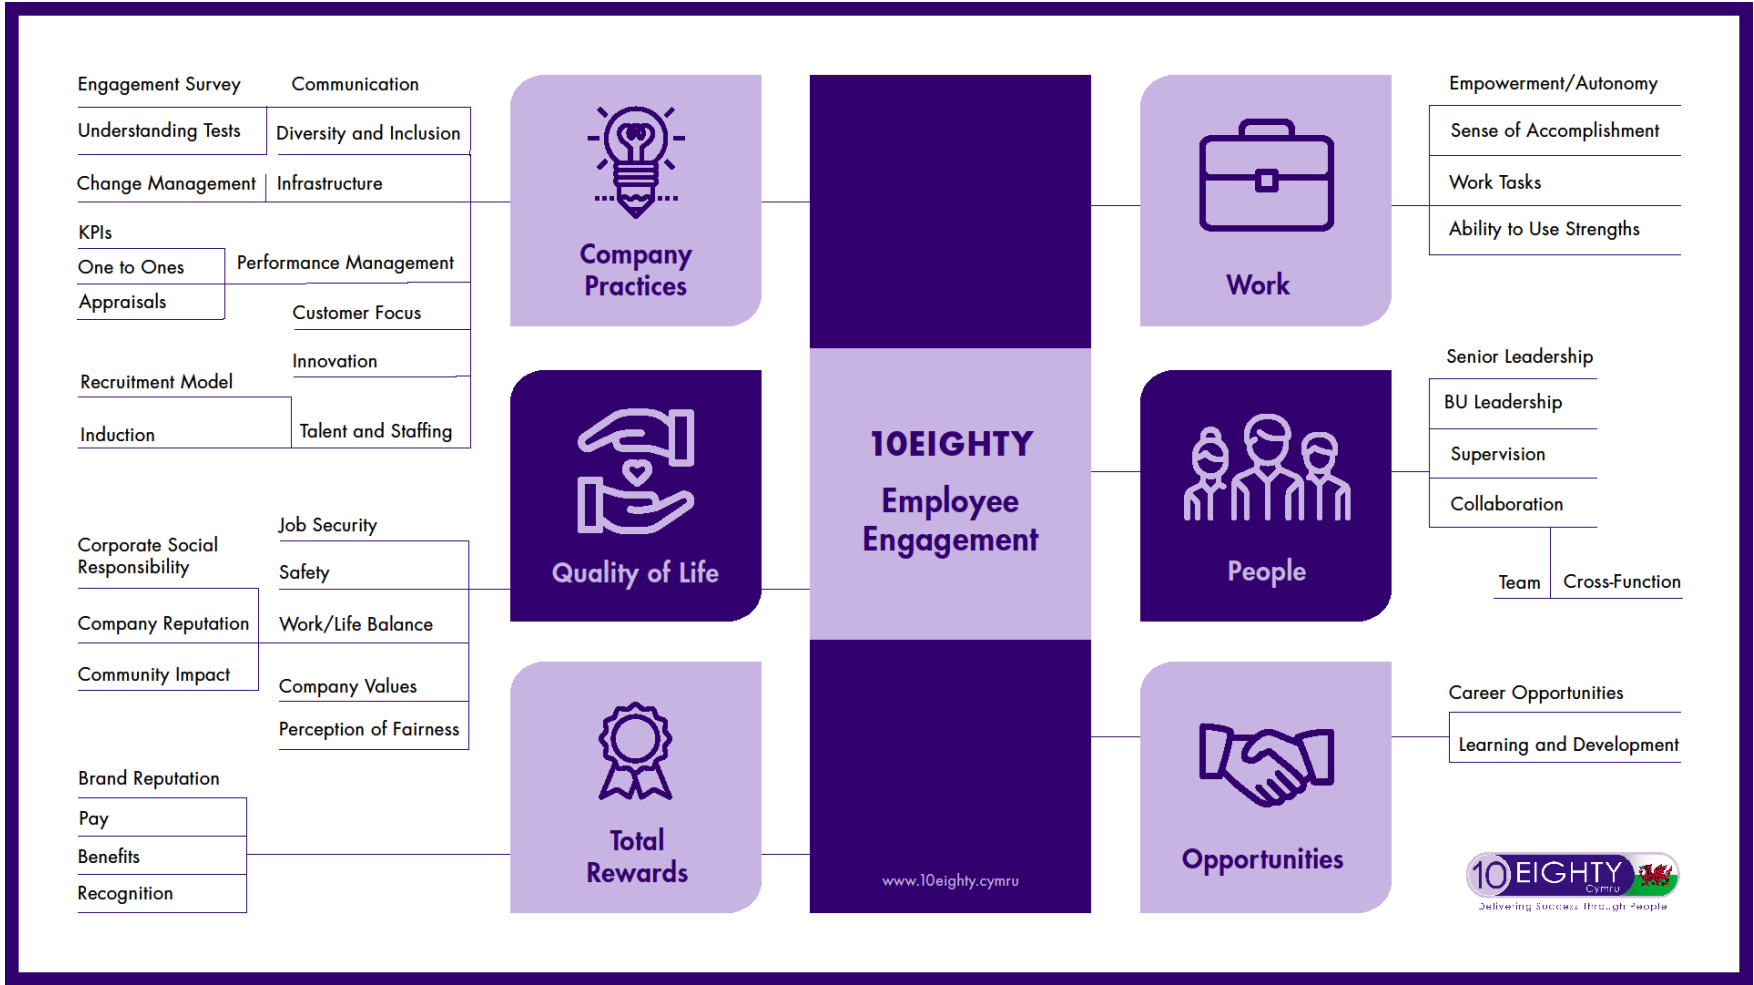 Engagement Survey
Communication
Understanding Tests
Diversity and Inclusion
Change Management
Infrastructure
KPIs
One to Ones
Performance Management
Appraisals
Customer Focus
Innovation
Recruitment Model
Induction
Talent and Staffing
Company
Practices
Job Security
Corporate Social
Responsibility
Safety
Company Reputation
Work/Life Balance
Community Impact
Company Values
Perception of Fairness
Quality of Life
Brand Reputation
Pay
Benefits
Recognition
Total
Rewards
10EIGHTY
Employee
Engagement
www.10eighty.cymru
Work
Empowerment/Autonomy
Sense of Accomplishment
Work Tasks
Ability to Use Strengths
People
Senior Leadership
BU Leadership
Supervision
Collaboration
Team
Cross-Function
Opportunities
Career Opportunities
Learning and Development
10 EIGHTY
Cymru
Delivering Success Through People